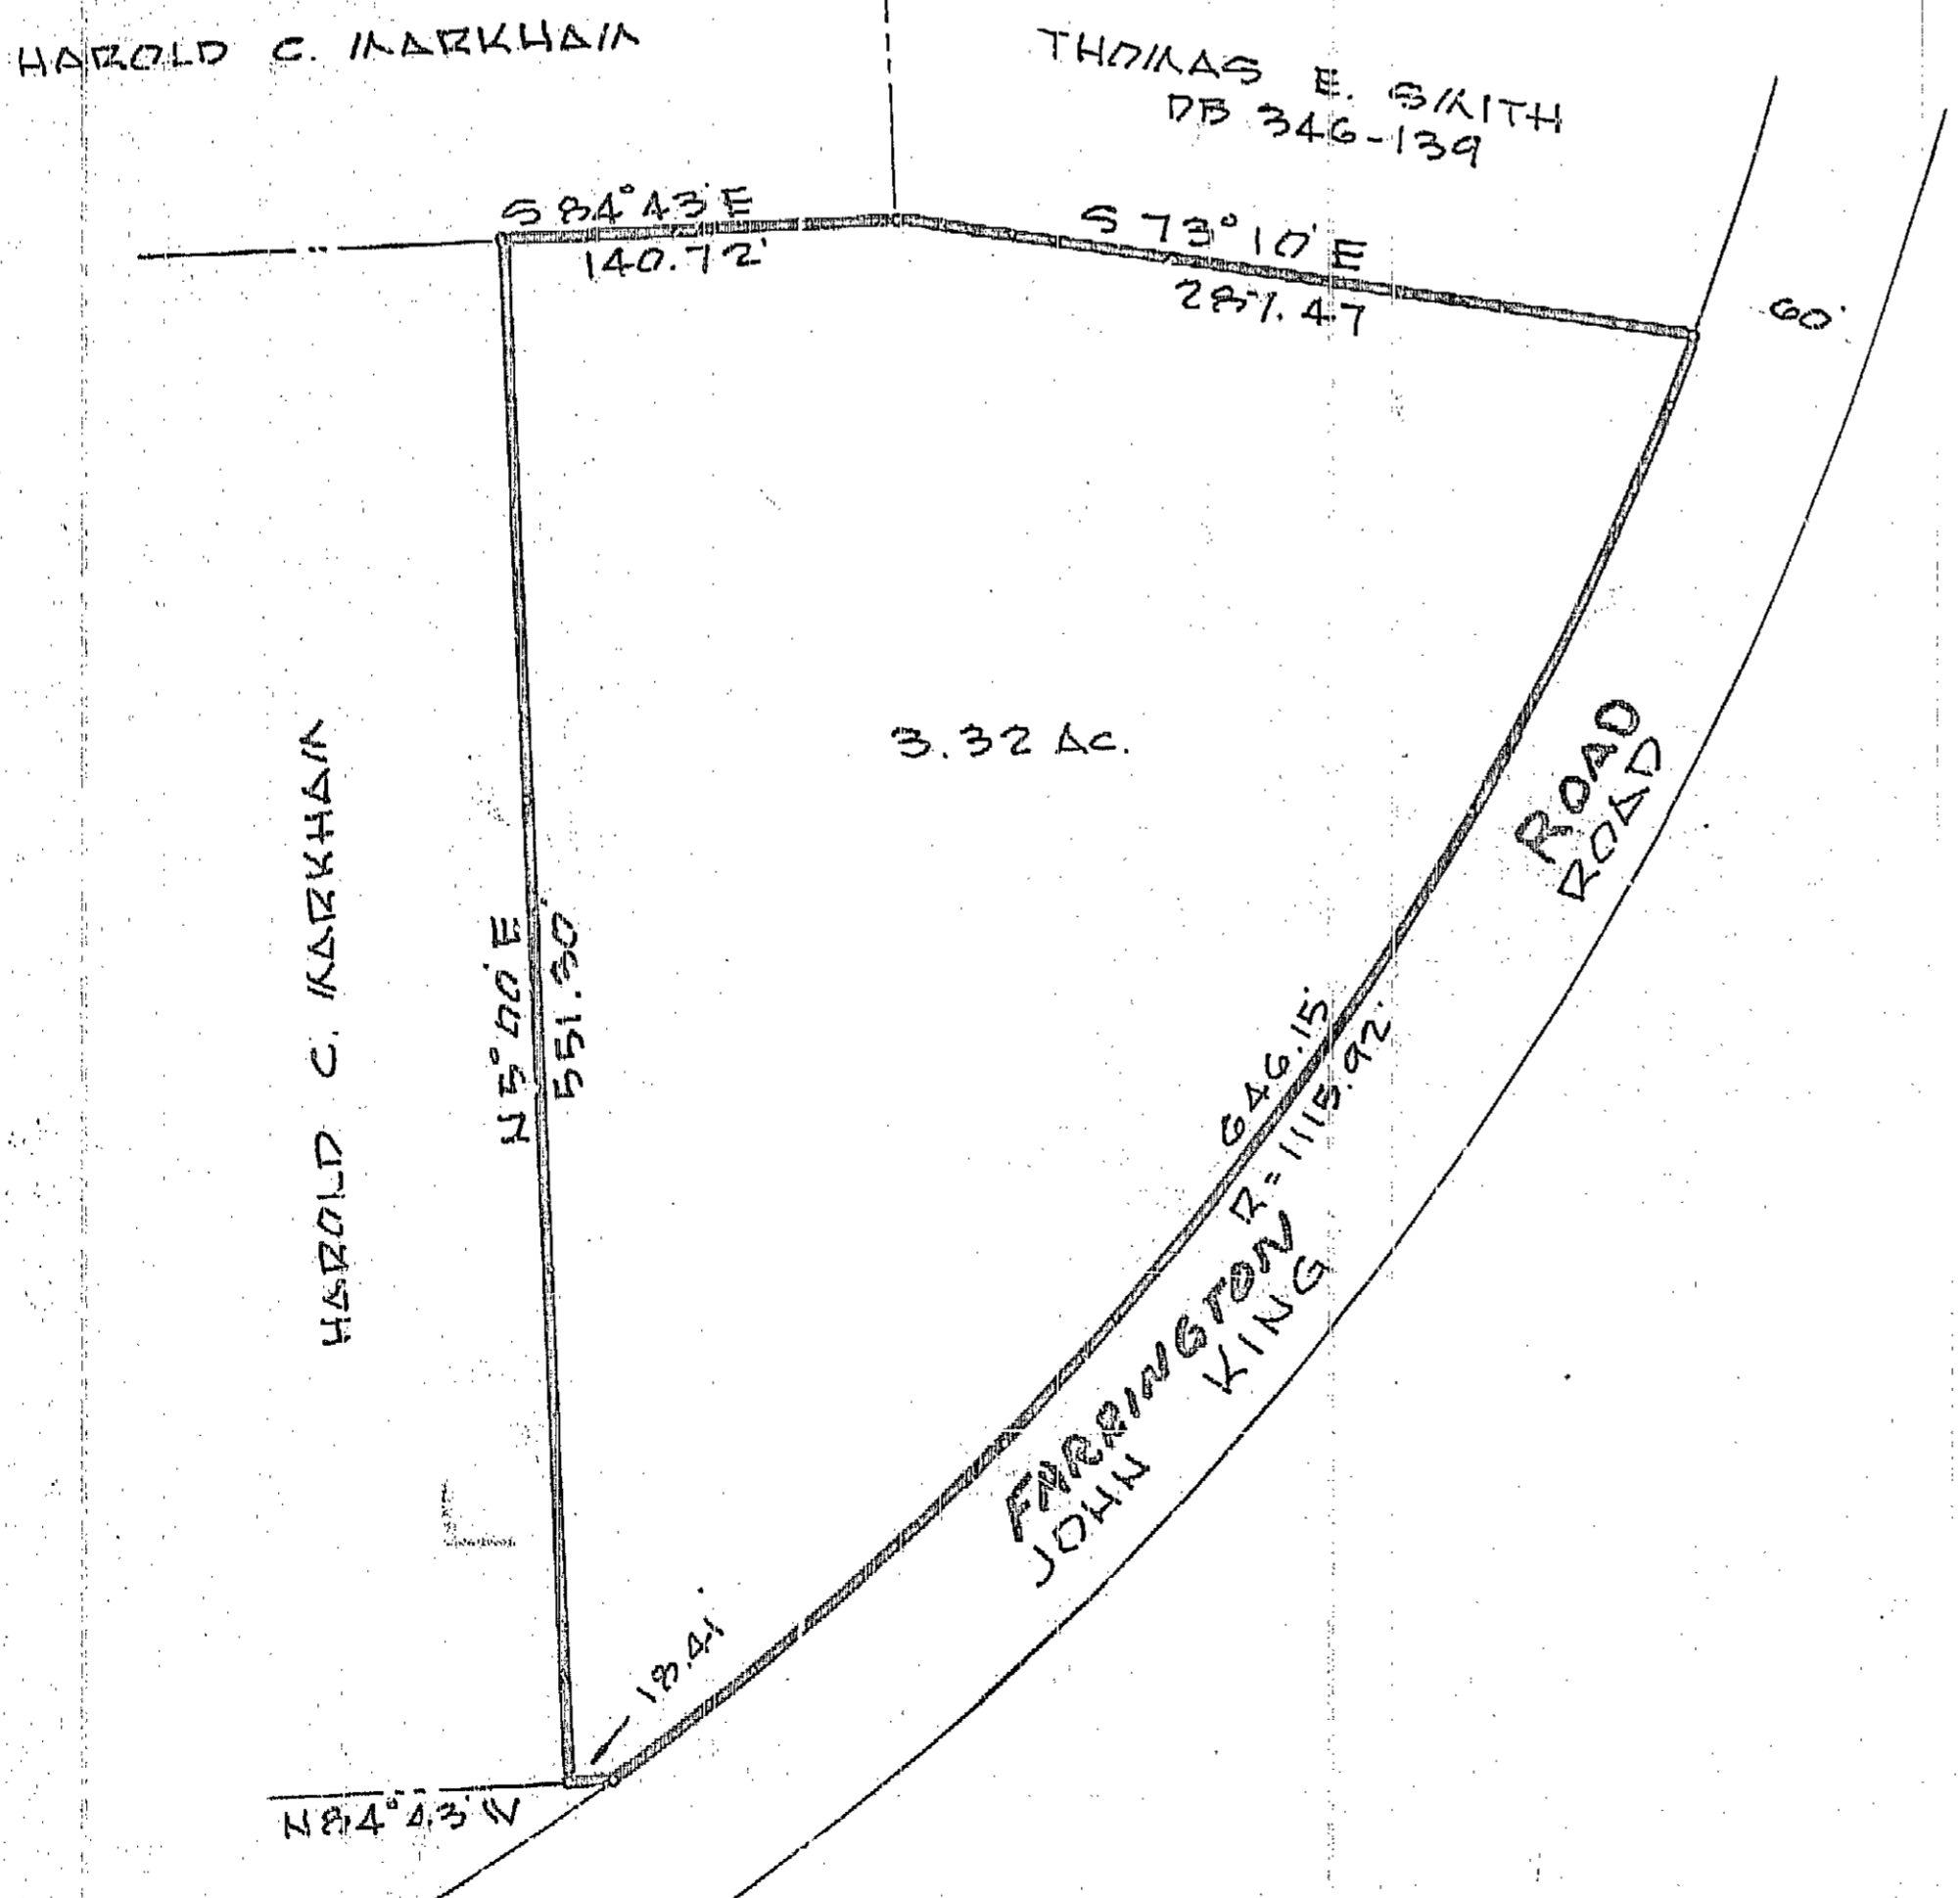 HAROLD C. MARKHAM
THOMAS E. SMITH
DB 346-139
S 84°43' E
140.72'
S 73°10' E
287.47
60'
3.32 AC.
HAROLD C. MARKHAM
N 5°00' E
551.30'
646.15'
R = 1115.92'
FARRINGTON ROAD
JOHN KING ROAD
18.41'
N 84°43' W